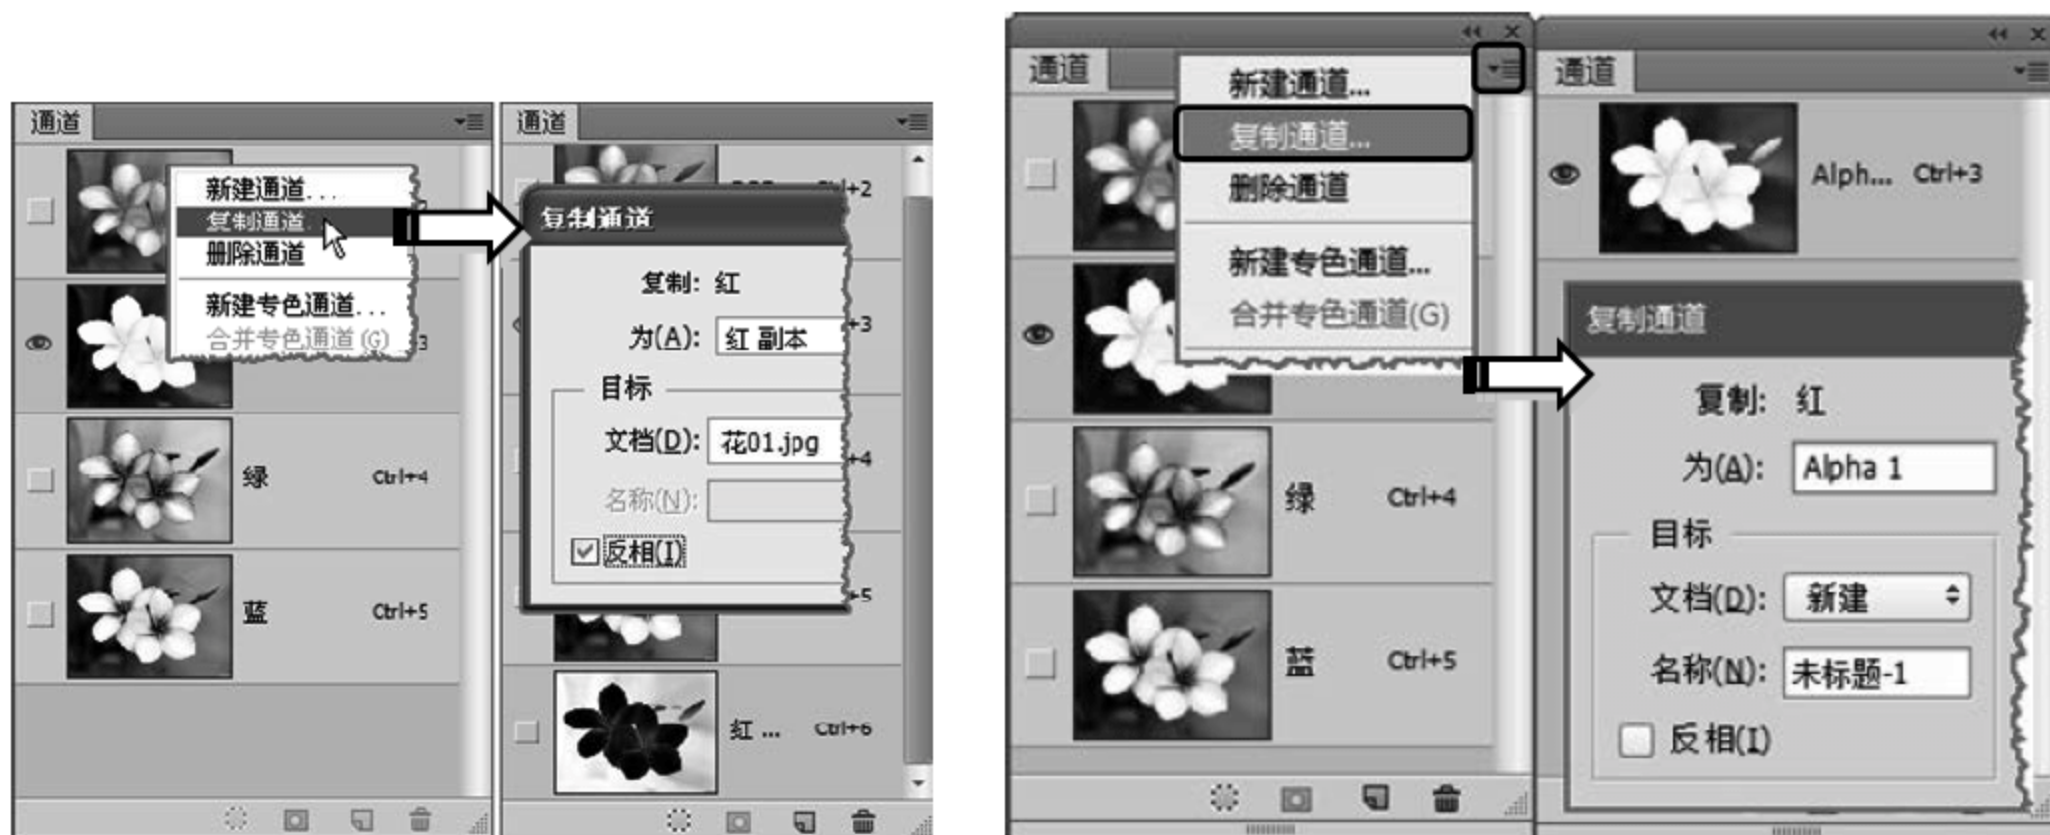 通道
新建通道...
复制通道.
删除通道
新建专色通道...
合并专色通道(G)
3
绿 Ctrl+4
蓝 Ctrl+5
通道
+2
复制通道
复制: 红
为(A): 红 副本
+3
目标
文档(D): 花01.jpg
+4
名称(N):
反相(I)
+5
红 ... Ctrl+6
通道
新建通道...
复制通道...
删除通道
新建专色通道...
合并专色通道(G)
绿 Ctrl+4
蓝 Ctrl+5
通道
Alph... Ctrl+3
复制通道
复制: 红
为(A): Alpha 1
目标
文档(D): 新建
名称(N): 未标题-1
反相(I)